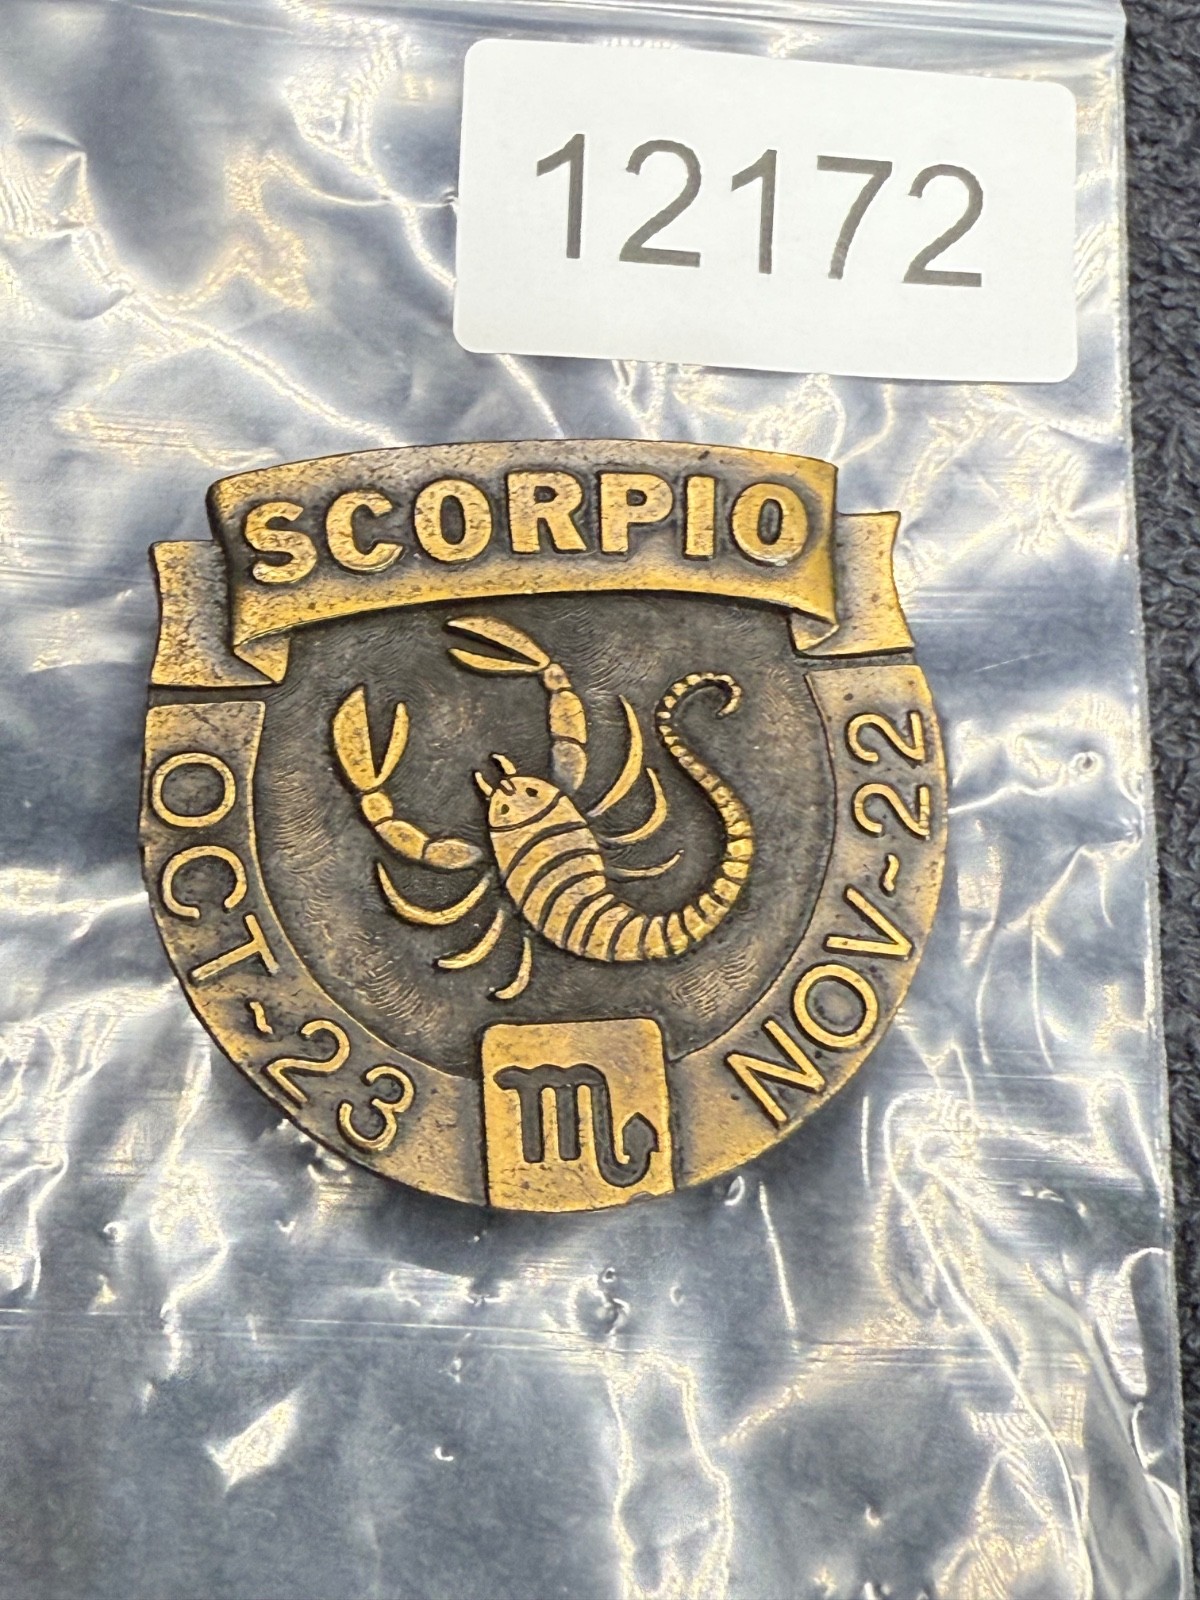 12172
SCORPIO
OCT~23
NOV~22
♏